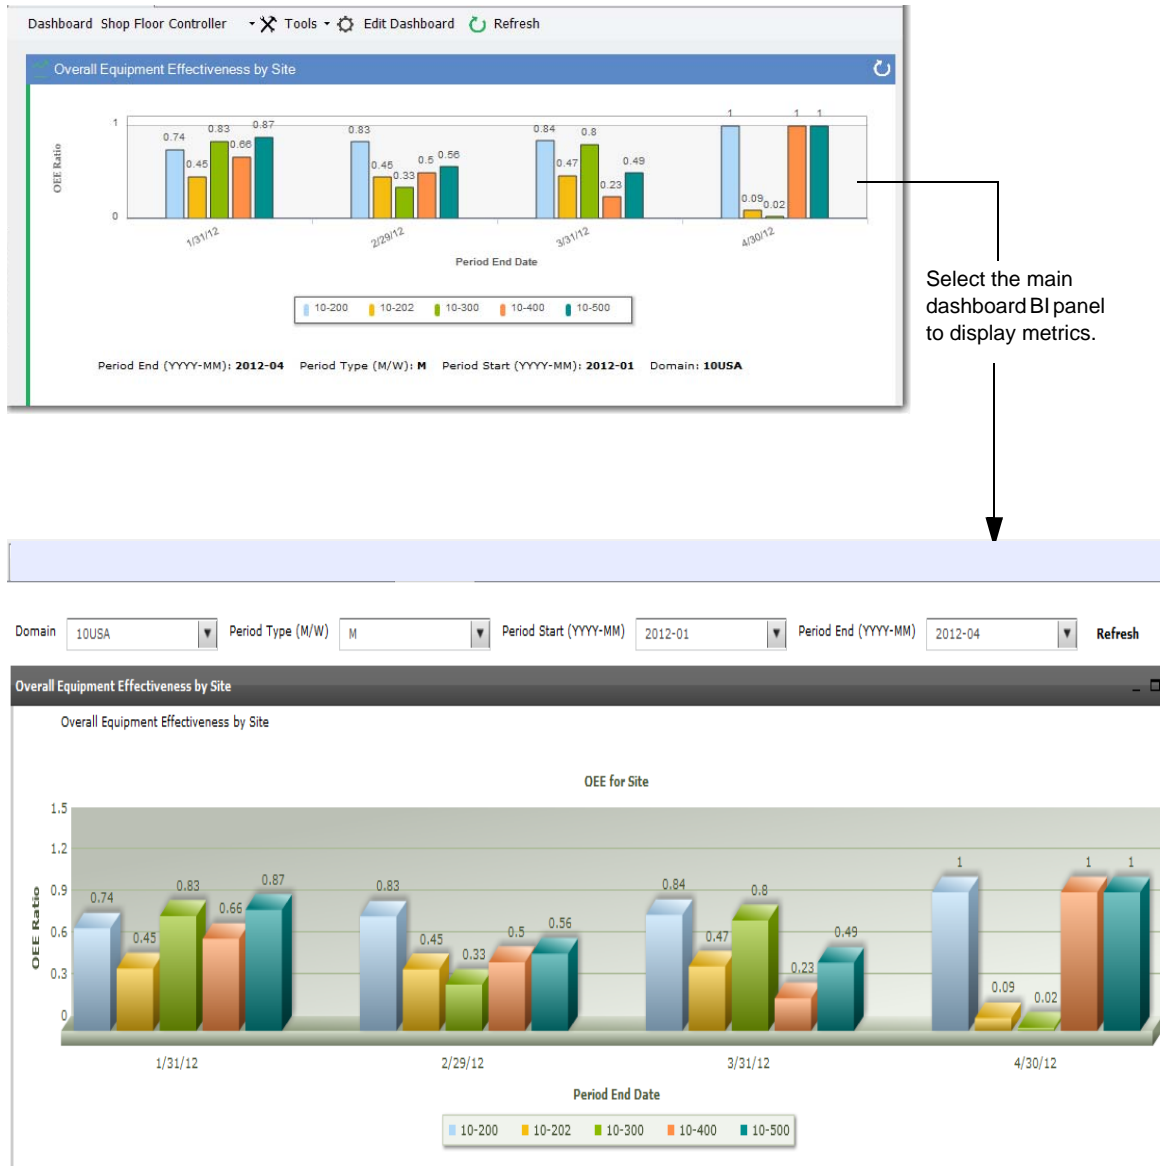 Dashboard Shop Floor Controller Tools Edit Dashboard Refresh
Overall Equipment Effectiveness by Site
OEE Ratio
1
0
0.74 0.45 0.83 0.66 0.87
0.83 0.45 0.33 0.5 0.56
0.84 0.47 0.8 0.23 0.49
1 0.09 0.02 1 1
1/31/12 2/29/12 3/31/12 4/30/12
Period End Date
10-200 10-202 10-300 10-400 10-500
Period End (YYYY-MM): 2012-04 Period Type (M/W): M Period Start (YYYY-MM): 2012-01 Domain: 10USA
Select the main
dashboard BI panel
to display metrics.
Domain 10USA Period Type (M/W) M Period Start (YYYY-MM) 2012-01 Period End (YYYY-MM) 2012-04 Refresh
Overall Equipment Effectiveness by Site
Overall Equipment Effectiveness by Site
OEE for Site
OEE Ratio
1.5
1.2
0.9
0.6
0.3
0
0.74 0.45 0.83 0.66 0.87
0.83 0.45 0.33 0.5 0.56
0.84 0.47 0.8 0.23 0.49
1 0.09 0.02 1 1
1/31/12 2/29/12 3/31/12 4/30/12
Period End Date
10-200 10-202 10-300 10-400 10-500